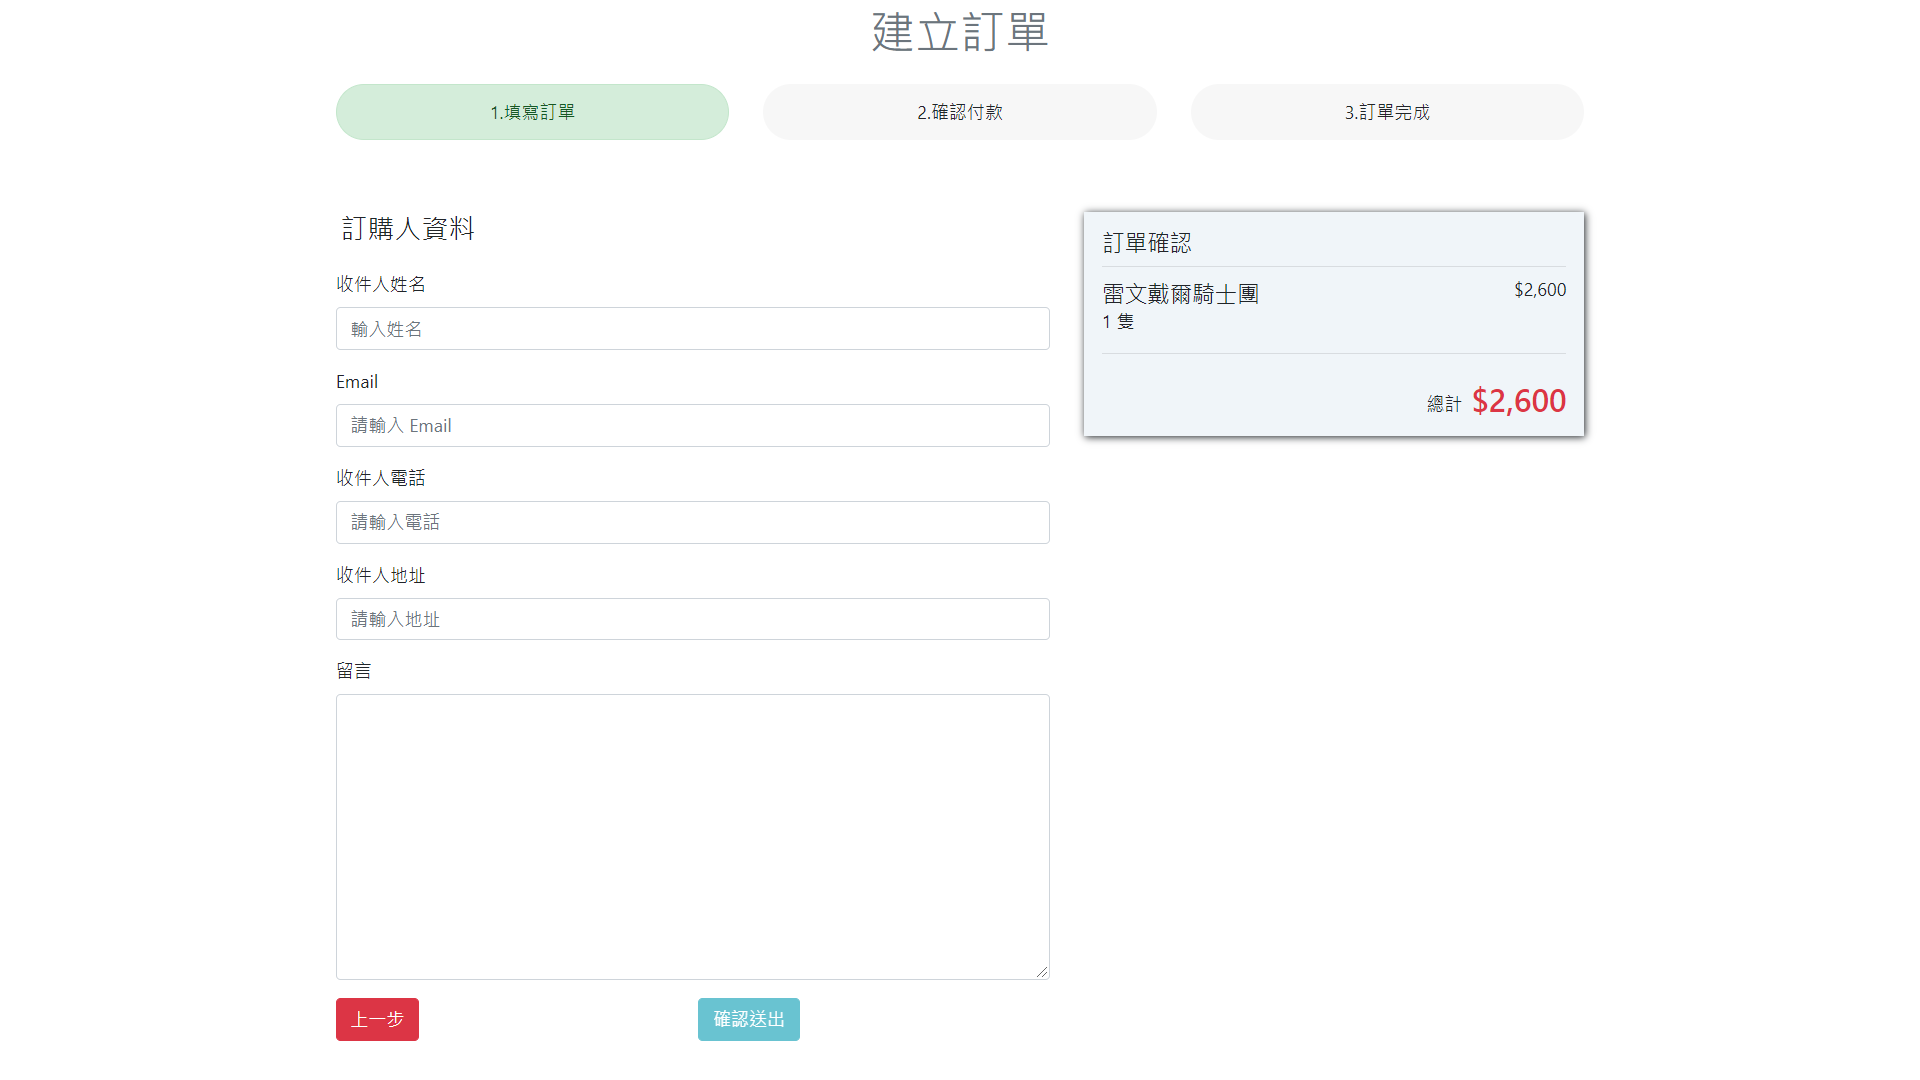 建立訂單
1.填寫訂單
2.確認付款
3.訂單完成
訂購人資料
收件人姓名
輸入姓名
Email
請輸入 Email
收件人電話
請輸入電話
收件人地址
請輸入地址
留言
上一步
確認送出
訂單確認
雷文戴爾騎士團 $2,600
1 隻
總計 $2,600